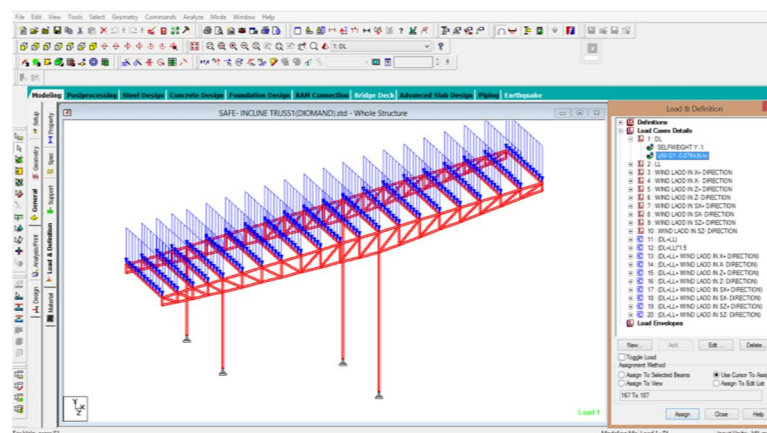 File Edit View Tools Select Geometry Commands Analyze Mode Window Help
1: DL
Modeling Postprocessing Steel Design Concrete Design Foundation Design RAM Connection Bridge Deck Advanced Slab Design Piping Earthquake
SAFE- INCLINE TRUSS1(DIOMAND).std - Whole Structure
Setup
Geometry
General
Analysis/Print
Design
Property
Spec
Support
Load & Definition
Material
Y
X
Z
Load 1
Load & Definition
Definitions
Load Cases Details
1 : DL
SELFWEIGHT Y -1
2 : LL
3 : WIND LAOD IN X+ DIRECTION
4 : WIND LAOD IN X- DIRECTION
5 : WIND LAOD IN Z+ DIRECTION
6 : WIND LAOD IN Z- DIRECTION
7 : WIND LAOD IN SX+ DIRECTION
8 : WIND LAOD IN SX- DIRECTION
9 : WIND LAOD IN SZ+ DIRECTION
10 : WIND LAOD IN SZ- DIRECTION
11 : (DL+LL)
12 : (DL+LL)*1.5
13 : (DL+LL+ WIND LAOD IN X+ DIRECTION)
14 : (DL+LL+ WIND LAOD IN X- DIRECTION)
15 : (DL+LL+ WIND LAOD IN Z+ DIRECTION)
16 : (DL+LL+ WIND LAOD IN Z- DIRECTION)
17 : (DL+LL+ WIND LAOD IN SX+ DIRECTION)
18 : (DL+LL+ WIND LAOD IN SX- DIRECTION)
19 : (DL+LL+ WIND LAOD IN SZ+ DIRECTION)
20 : (DL+LL+ WIND LAOD IN SZ- DIRECTION)
Load Envelopes
New... Add... Edit ... Delete...
Toggle Load
Assignment Method
Assign To Selected Beams Use Cursor To Assig
Assign To View Assign To Edit List
167 To 187
Assign Close Help